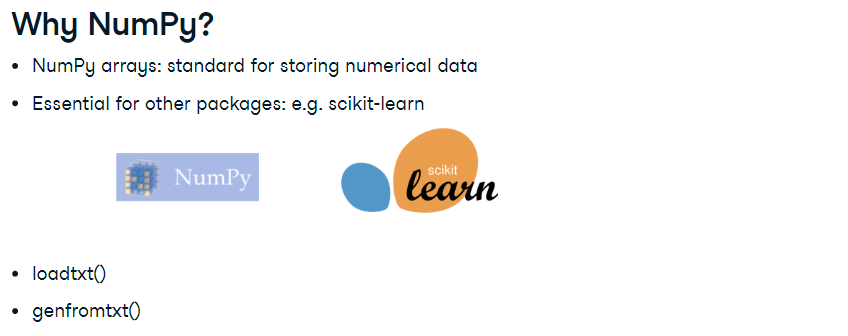 Why NumPy?
• NumPy arrays: standard for storing numerical data
• Essential for other packages: e.g. scikit-learn
NumPy
scikit
learn
• loadtxt()
• genfromtxt()